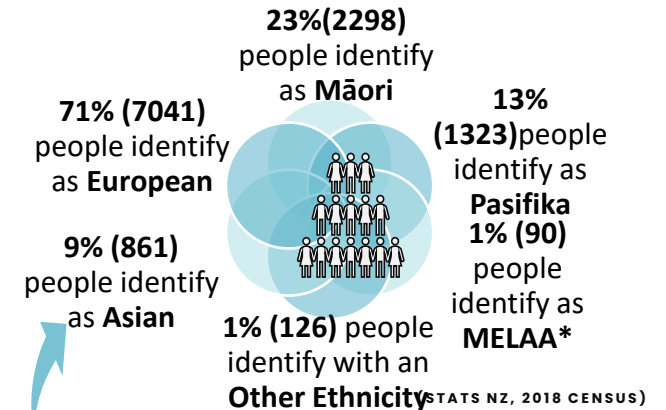 23%(2298)
people identify
as Māori
71% (7041)
people identify
as European
13%
(1323)people
identify as
Pasifika
9% (861)
people identify
as Asian
1% (90)
people
identify as
MELAA*
1% (126) people
identify with an
Other Ethnicity
(STATS NZ, 2018 CENSUS)